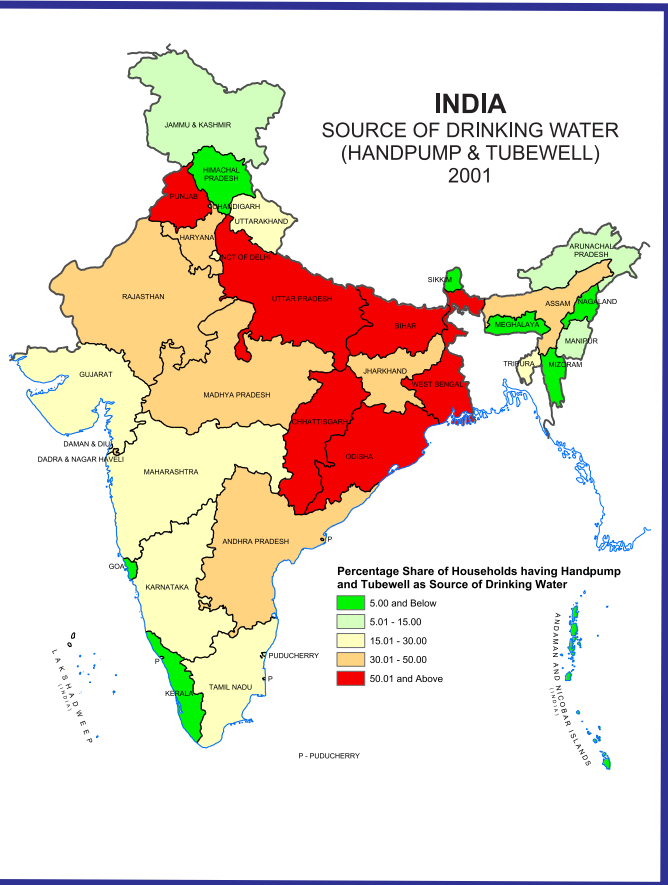 INDIA
SOURCE OF DRINKING WATER
(HANDPUMP & TUBEWELL)
2001
JAMMU & KASHMIR
HIMACHAL
PRADESH
PUNJAB
CHANDIGARH
UTTARAKHAND
HARYANA
NCT OF DELHI
ARUNACHAL
PRADESH
SIKKIM
RAJASTHAN
UTTAR PRADESH
ASSAM
NAGALAND
BIHAR
MEGHALAYA
MANIPUR
TRIPURA
MIZORAM
GUJARAT
JHARKHAND
WEST BENGAL
MADHYA PRADESH
CHHATTISGARH
DAMAN & DIU
DADRA & NAGAR HAVELI
ODISHA
MAHARASHTRA
ANDHRA PRADESH
P
GOA
KARNATAKA
Percentage Share of Households having Handpump
and Tubewell as Source of Drinking Water
5.00 and Below
5.01 - 15.00
15.01 - 30.00
30.01 - 50.00
50.01 and Above
PUDUCHERRY
P
P
KERALA
TAMIL NADU
LAKSHADWEEP
(INDIA)
ANDAMAN AND NICOBAR ISLANDS
(INDIA)
P - PUDUCHERRY